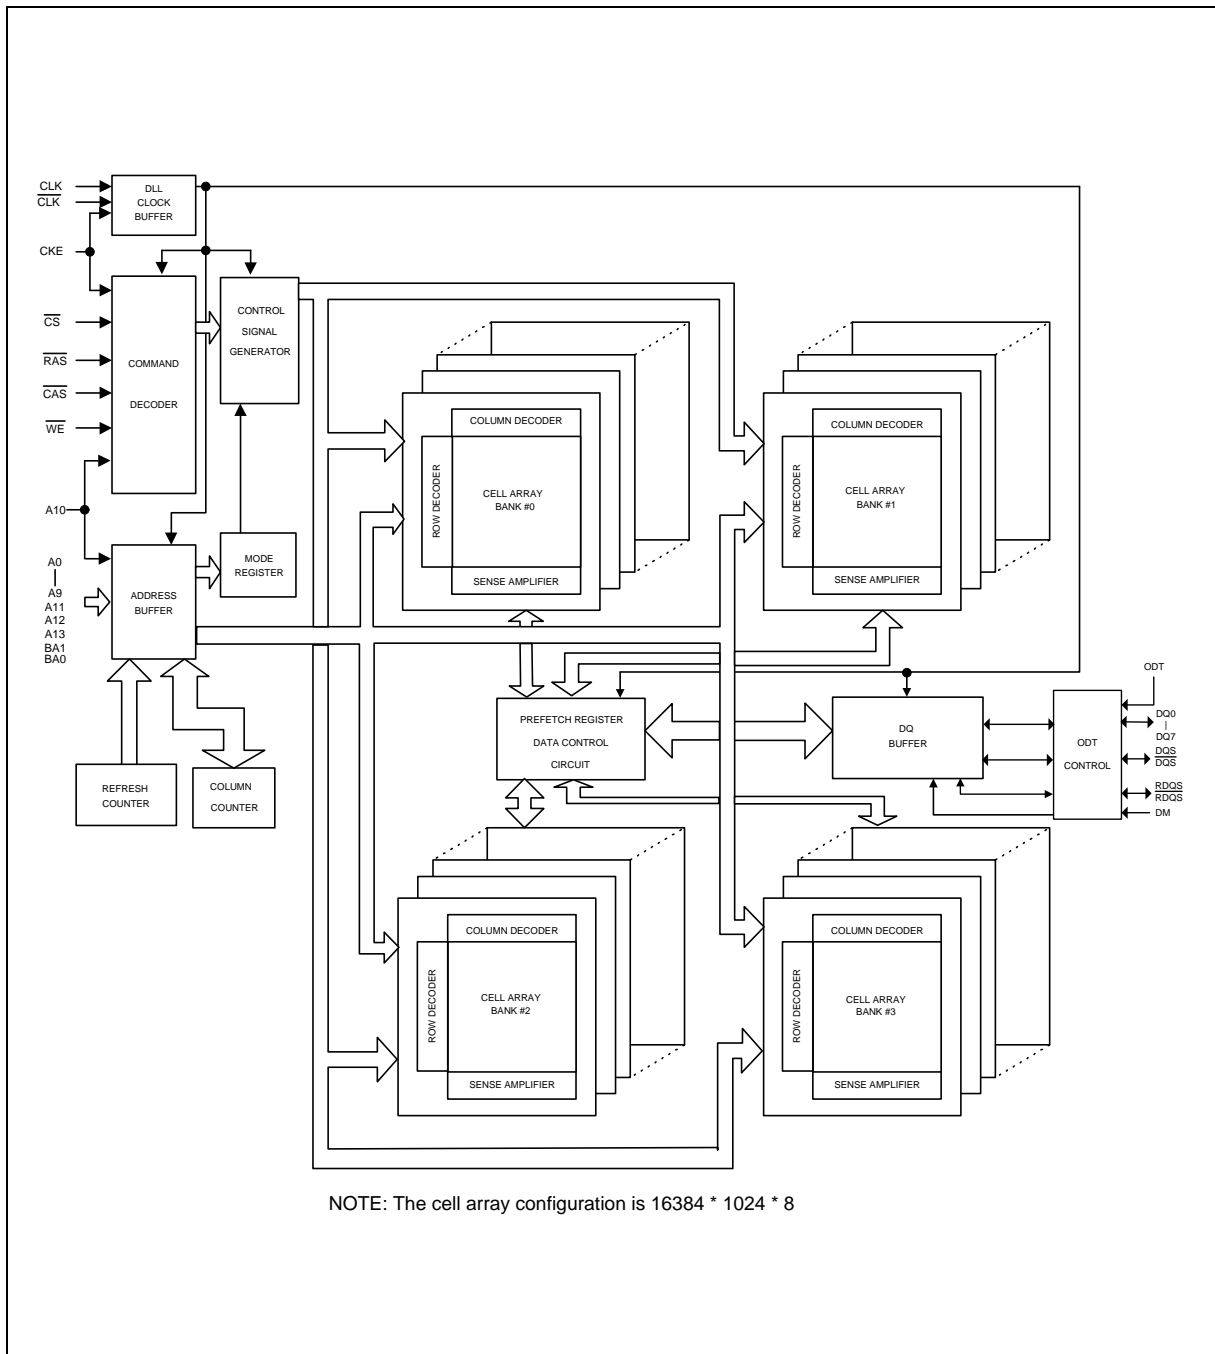 CLK
CLK
CKE
CS
RAS
CAS
WE
A10
A0
A9
A11
A12
A13
BA1
BA0
DLL
CLOCK
BUFFER
COMMAND
DECODER
CONTROL
SIGNAL
GENERATOR
MODE
REGISTER
ADDRESS
BUFFER
REFRESH
COUNTER
COLUMN
COUNTER
COLUMN DECODER
ROW DECODER
CELL ARRAY
BANK #0
SENSE AMPLIFIER
COLUMN DECODER
ROW DECODER
CELL ARRAY
BANK #1
SENSE AMPLIFIER
PREFETCH REGISTER
DATA CONTROL
CIRCUIT
DQ
BUFFER
ODT
CONTROL
ODT
DQ0
|
DQ7
DQS
DQS
RDQS
RDQS
DM
COLUMN DECODER
ROW DECODER
CELL ARRAY
BANK #2
SENSE AMPLIFIER
COLUMN DECODER
ROW DECODER
CELL ARRAY
BANK #3
SENSE AMPLIFIER
NOTE: The cell array configuration is 16384 * 1024 * 8